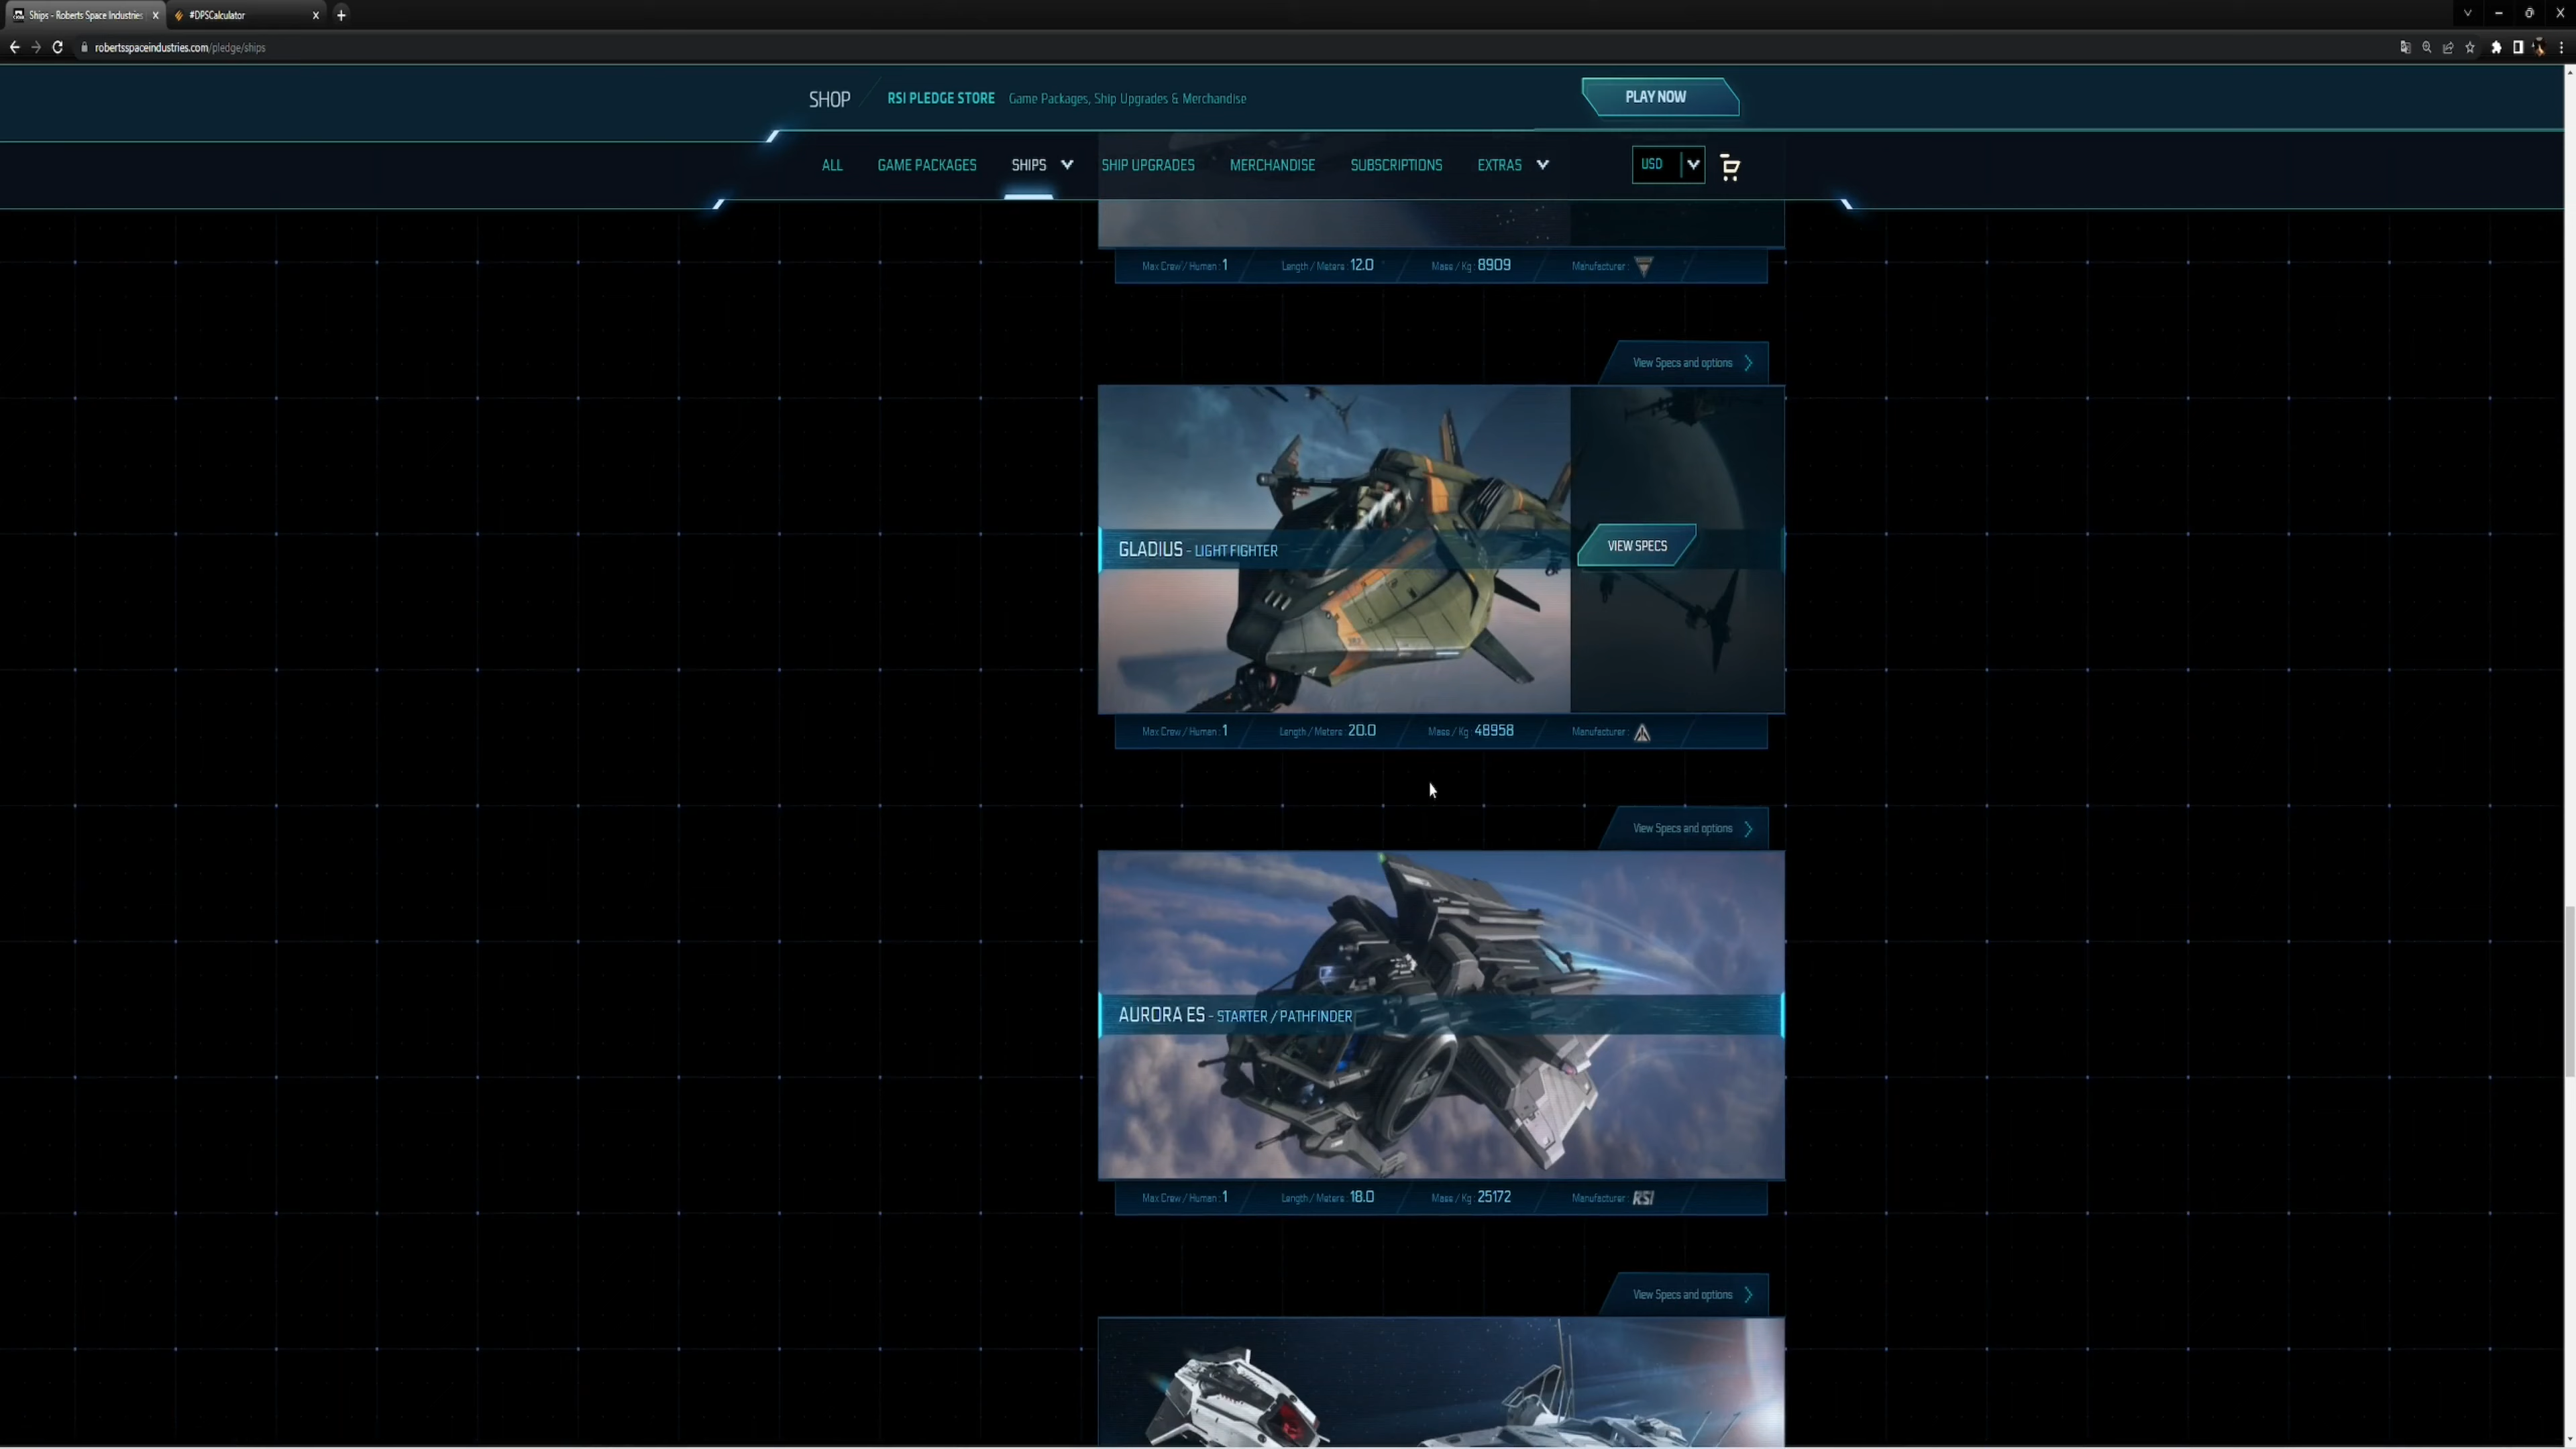 Ships - Roberts Space Industries
#DPSCalculator
robertsspaceindustries.com/pledge/ships
SHOP
RSI PLEDGE STORE
Game Packages, Ship Upgrades & Merchandise
PLAY NOW
ALL
GAME PACKAGES
SHIPS
SHIP UPGRADES
MERCHANDISE
SUBSCRIPTIONS
EXTRAS
USD
Max Crew / Human : 1
Length / Meters : 12.0
Mass / Kg : 8909
Manufacturer :
View Specs and options
GLADIUS - LIGHT FIGHTER
VIEW SPECS
Max Crew / Human : 1
Length / Meters : 20.0
Mass / Kg : 48958
Manufacturer :
View Specs and options
AURORA ES - STARTER / PATHFINDER
Max Crew / Human : 1
Length / Meters : 18.0
Mass / Kg : 25172
Manufacturer : RSI
View Specs and options